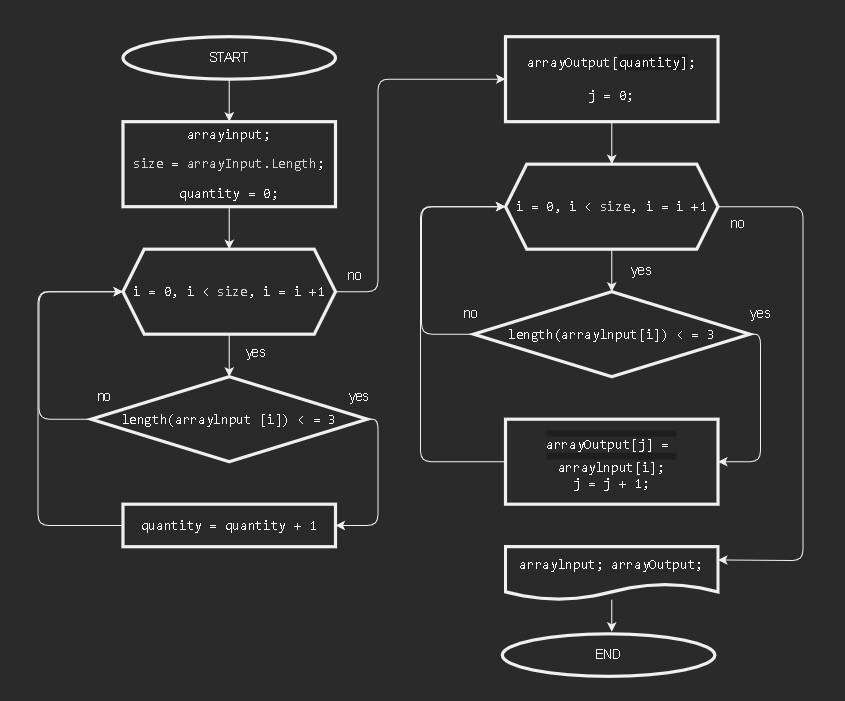 START
arrayinput;
size = arrayInput.Length;
quantity = 0;
i = 0, i < size, i = i +1
no
yes
length(arraylnput [i]) < = 3
no
yes
quantity = quantity + 1
arrayOutput[quantity];
j = 0;
i = 0, i < size, i = i +1
no
yes
length(arraylnput[i]) < = 3
no
yes
arrayOutput[j] =
arraylnput[i];
j = j + 1;
arraylnput; arrayOutput;
END